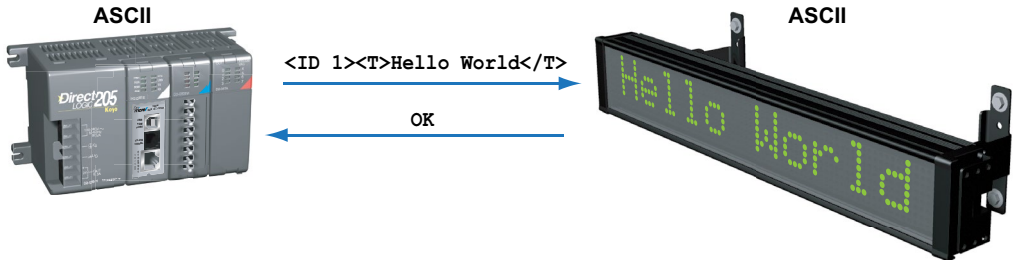 ASCII
ASCII
<ID 1><T>Hello World</T>
OK
Direct
LOGIC 205
Koyo
Hello World